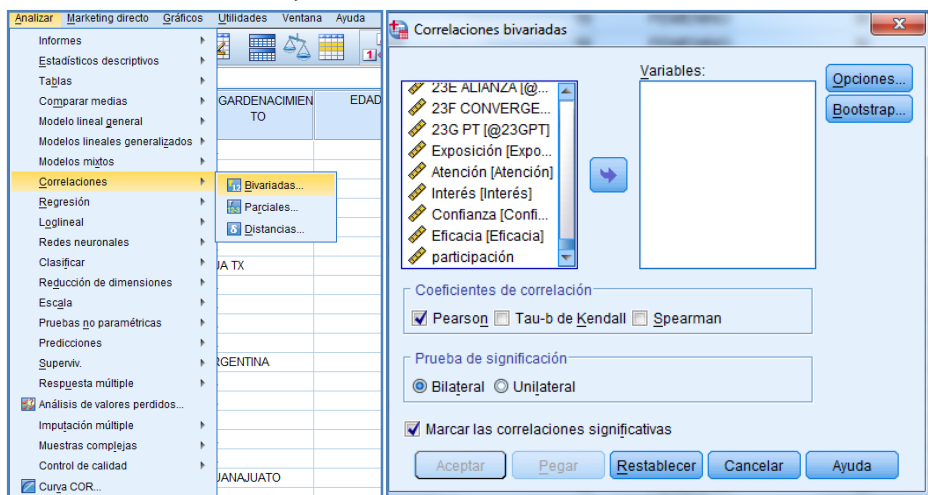 Analizar Marketing directo Gráficos Utilidades Ventana Ayuda
Informes
Estadísticos descriptivos
Tablas
Comparar medias
Modelo lineal general
Modelos lineales generalizados
Modelos mixtos
Correlaciones
Regresión
Loglineal
Redes neuronales
Clasificar
Reducción de dimensiones
Escala
Pruebas no paramétricas
Predicciones
Superviv.
Respuesta múltiple
Análisis de valores perdidos...
Imputación múltiple
Muestras complejas
Control de calidad
Curva COR...
Bivariadas...
Parciales...
Distancias...
GARDENACIMIEN
TO
EDAD
UA TX
RGENTINA
UANAJUATO
Correlaciones bivariadas
23E ALIANZA [@...
23F CONVERGE...
23G PT [@23GPT]
Exposición [Expo...
Atención [Atención]
Interés [Interés]
Confianza [Confi...
Eficacia [Eficacia]
participación
Variables:
Opciones...
Bootstrap...
Coeficientes de correlación
Pearson Tau-b de Kendall Spearman
Prueba de significación
Bilateral Unilateral
Marcar las correlaciones significativas
Aceptar Pegar Restablecer Cancelar Ayuda